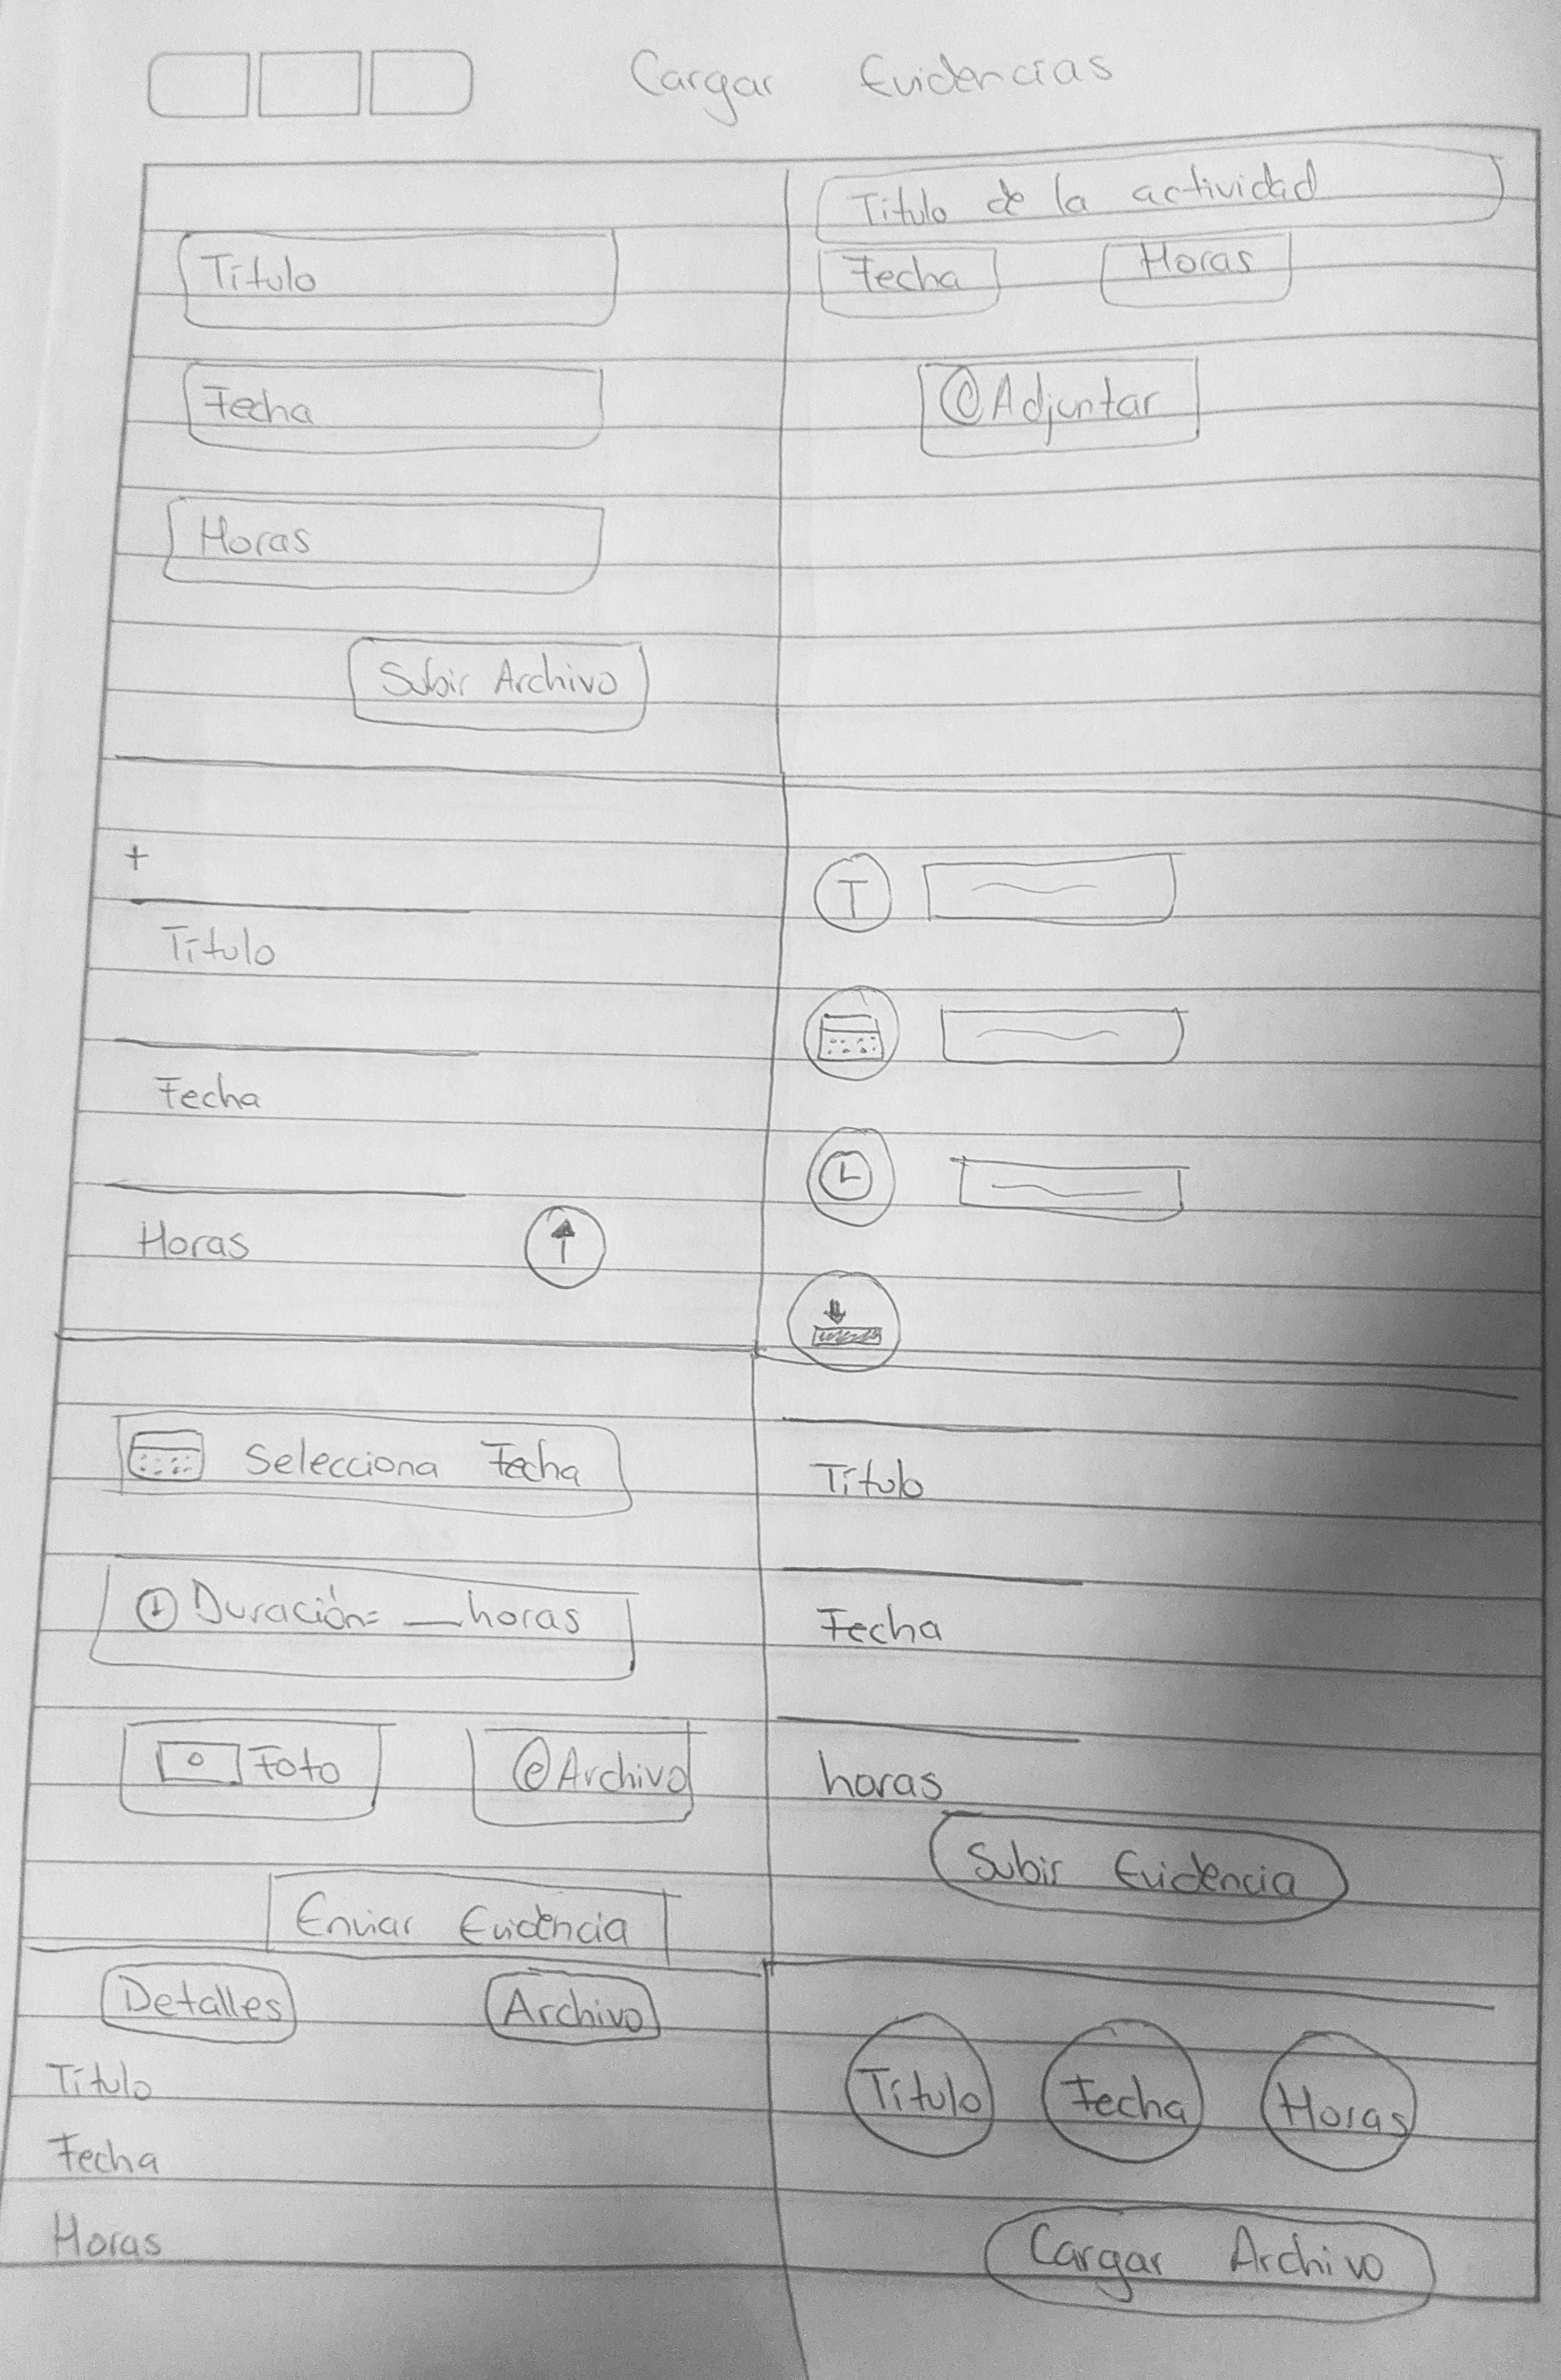 Cargar Evidencias
Título
Fecha
Horas
Subir Archivo
Titulo de la actividad
Fecha Horas
Adjuntar
+
Título
Fecha
Horas
T
Selecciona Fecha
Duración= __ horas
Foto Archivo
Enviar Evidencia
Título
Fecha
horas
Subir Evidencia
Detalles Archivo
Título
Fecha
Horas
Título Fecha Horas
Cargar Archivo